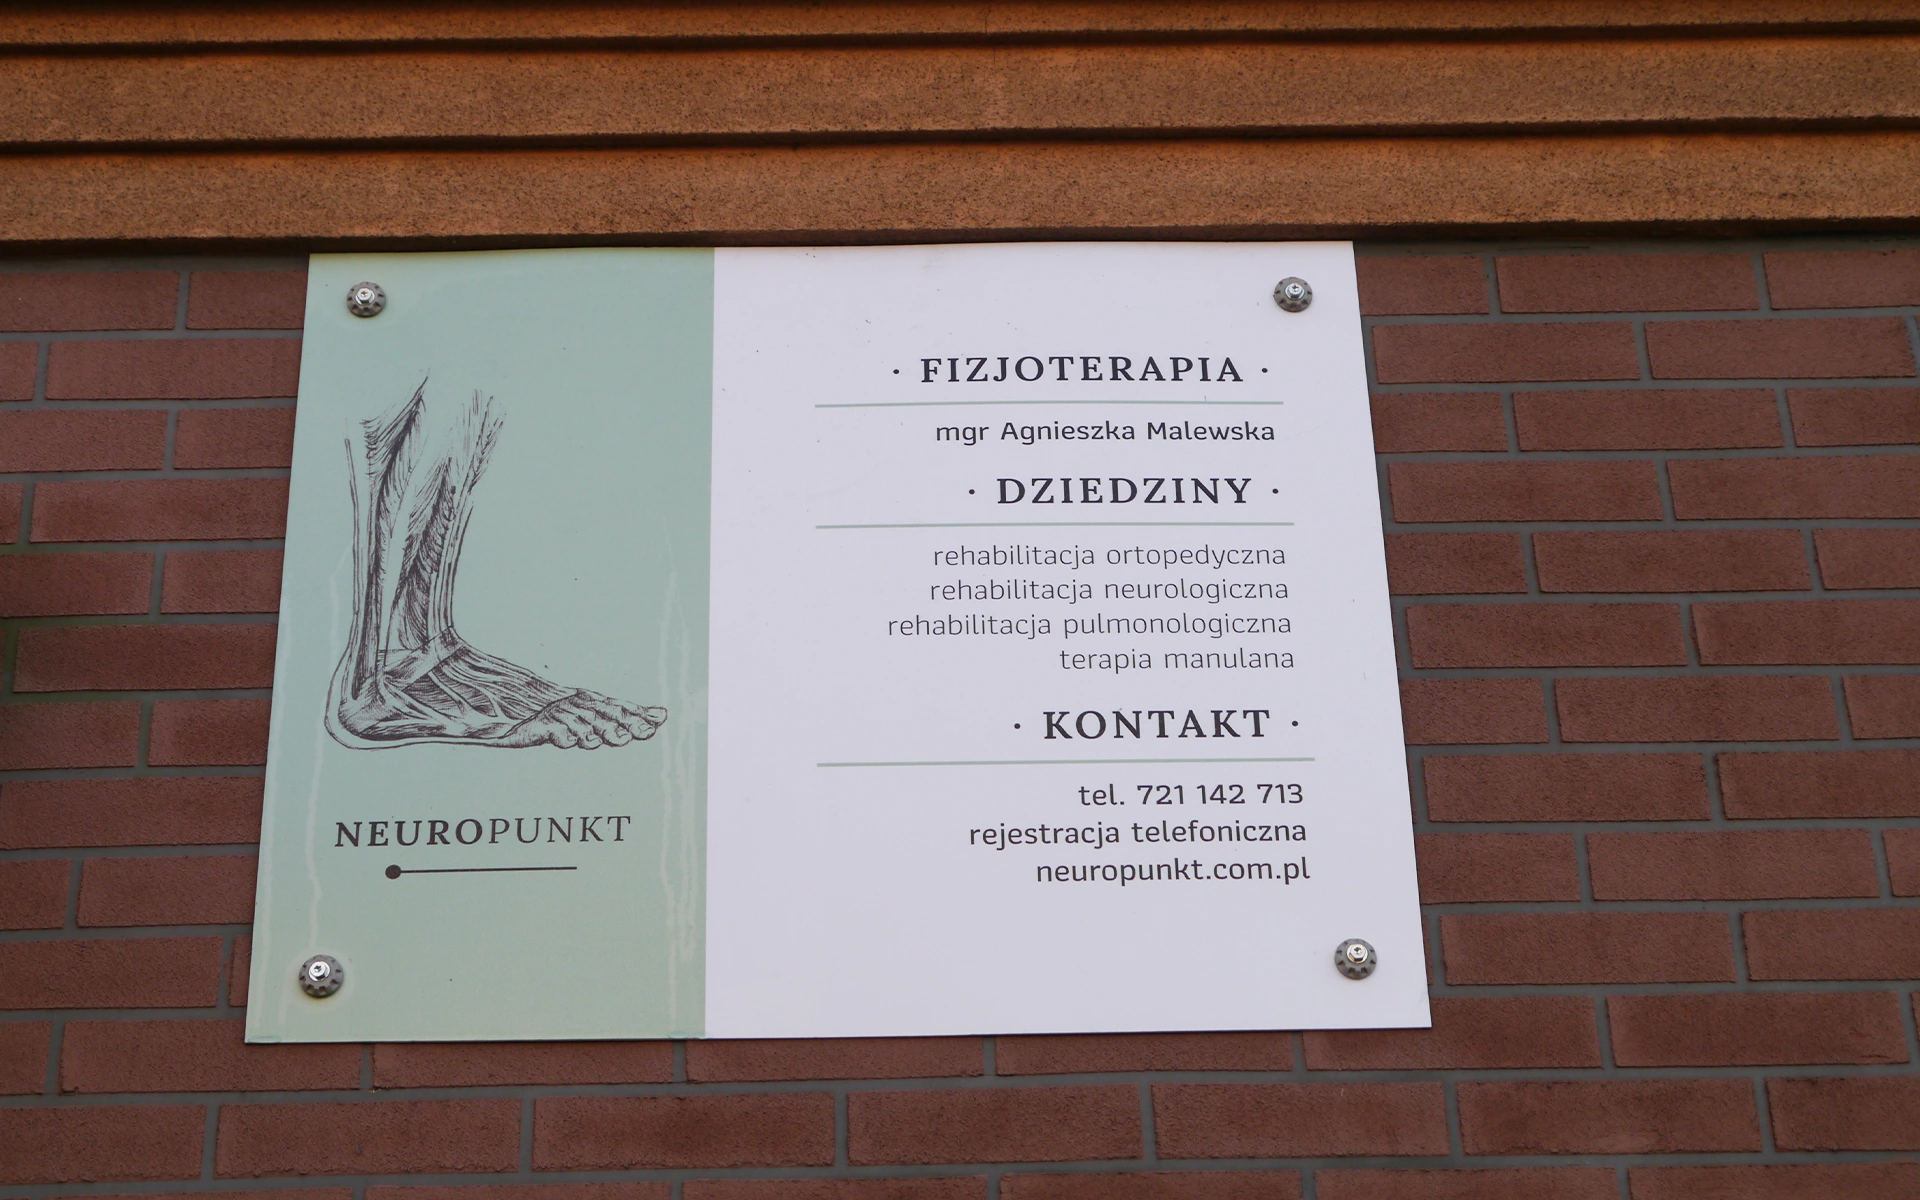 NEUROPUNKT
· FIZJOTERAPIA ·
mgr Agnieszka Malewska
· DZIEDZINY ·
rehabilitacja ortopedyczna
rehabilitacja neurologiczna
rehabilitacja pulmonologiczna
terapia manulana
· KONTAKT ·
tel. 721 142 713
rejestracja telefoniczna
neuropunkt.com.pl